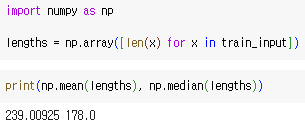 import numpy as np
lengths = np.array([len(x) for x in train_input])
print(np.mean(lengths), np.median(lengths))
239.00925 178.0